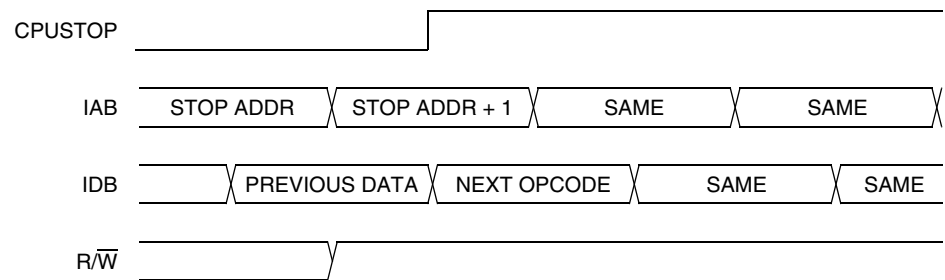 CPUSTOP
IAB STOP ADDR STOP ADDR + 1 SAME SAME
IDB PREVIOUS DATA NEXT OPCODE SAME SAME
R/W̅